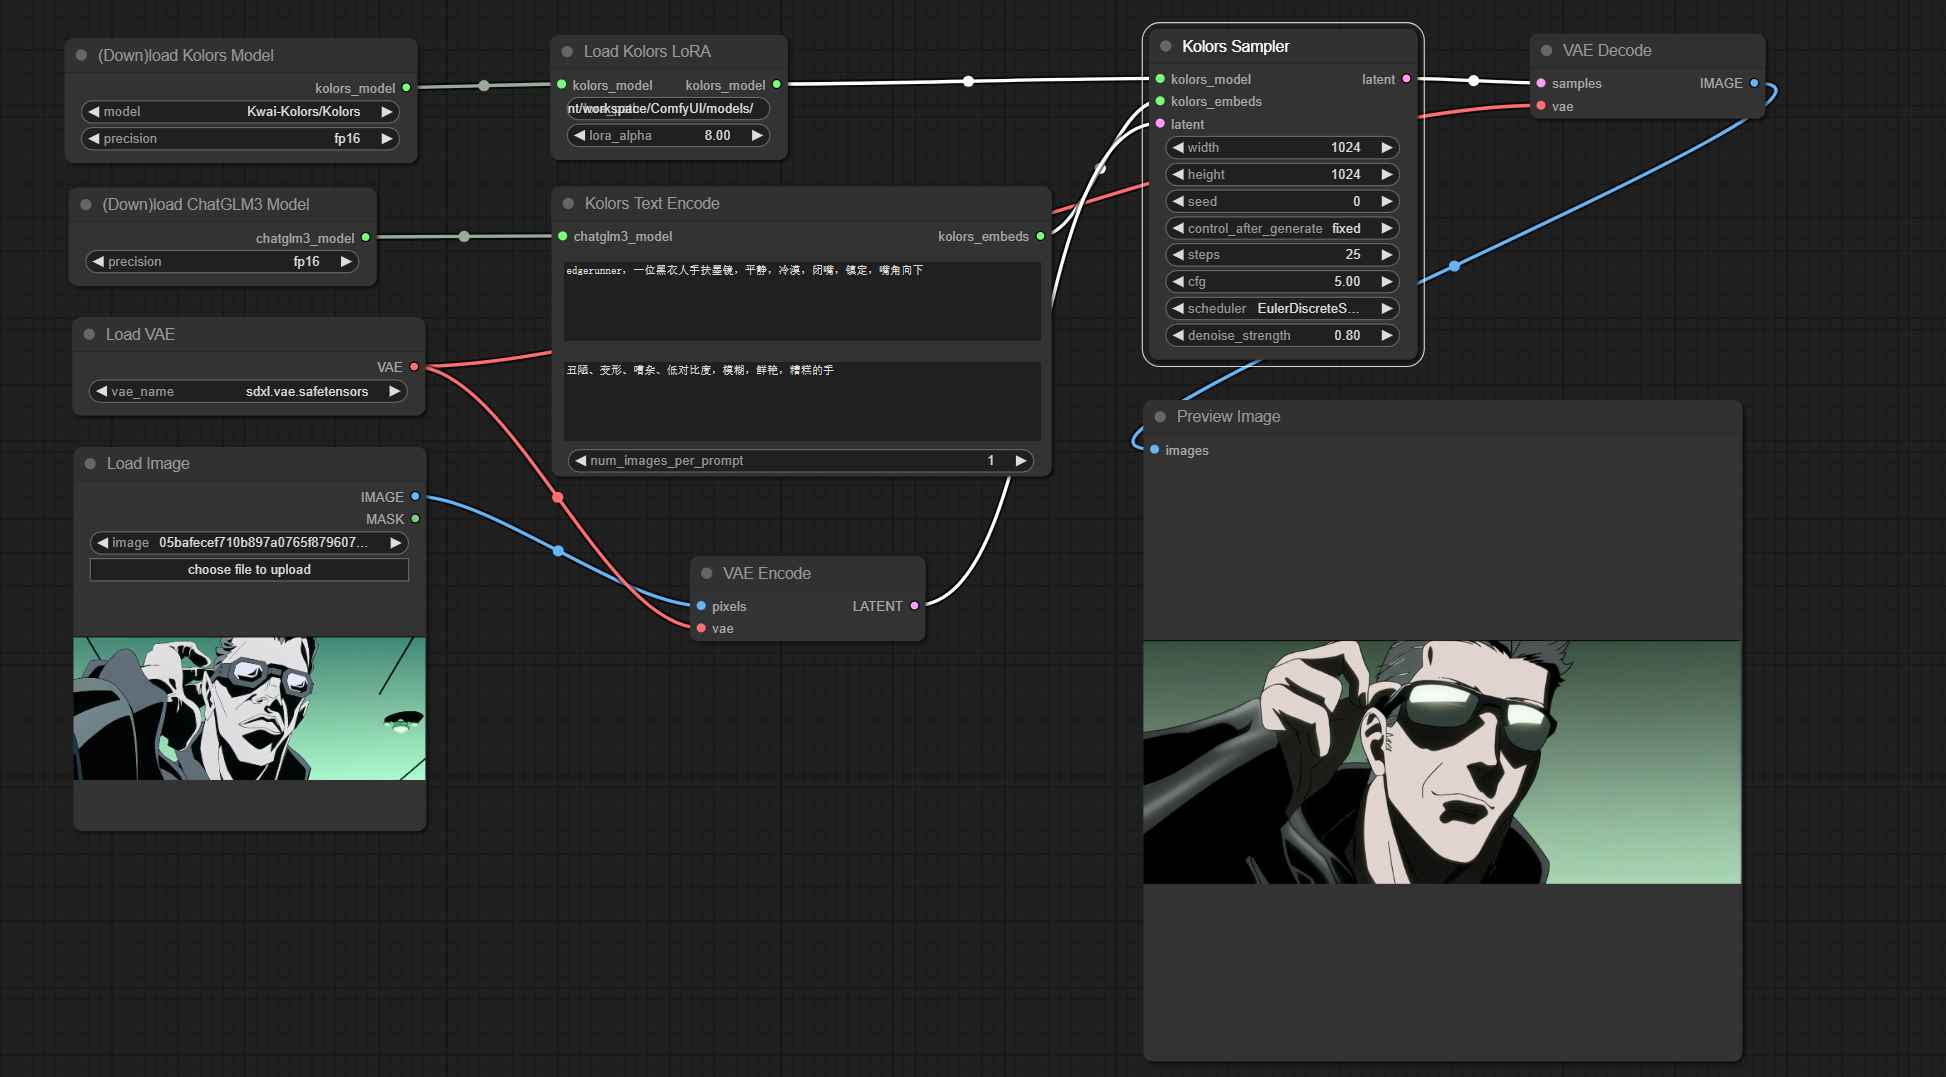 (Down)load Kolors Model
kolors_model
model Kwai-Kolors/Kolors
precision fp16
(Down)load ChatGLM3 Model
chatglm3_model
precision fp16
Load VAE
VAE
vae_name sdxl.vae.safetensors
Load Image
IMAGE
MASK
image 05bafecef710b897a0765f879607...
choose file to upload
Load Kolors LoRA
kolors_model kolors_model
nt/workspace/ComfyUI/models/
lora_alpha 8.00
Kolors Text Encode
chatglm3_model kolors_embeds
edgerunner，一位黑衣人手扶墨镜，平静，冷漠，闭嘴，镇定，嘴角向下
丑陋、变形、嘈杂、低对比度，模糊，鲜艳，糟糕的手
num_images_per_prompt 1
VAE Encode
pixels LATENT
vae
Kolors Sampler
kolors_model latent
kolors_embeds
latent
width 1024
height 1024
seed 0
control_after_generate fixed
steps 25
cfg 5.00
scheduler EulerDiscreteS...
denoise_strength 0.80
VAE Decode
samples IMAGE
vae
Preview Image
images